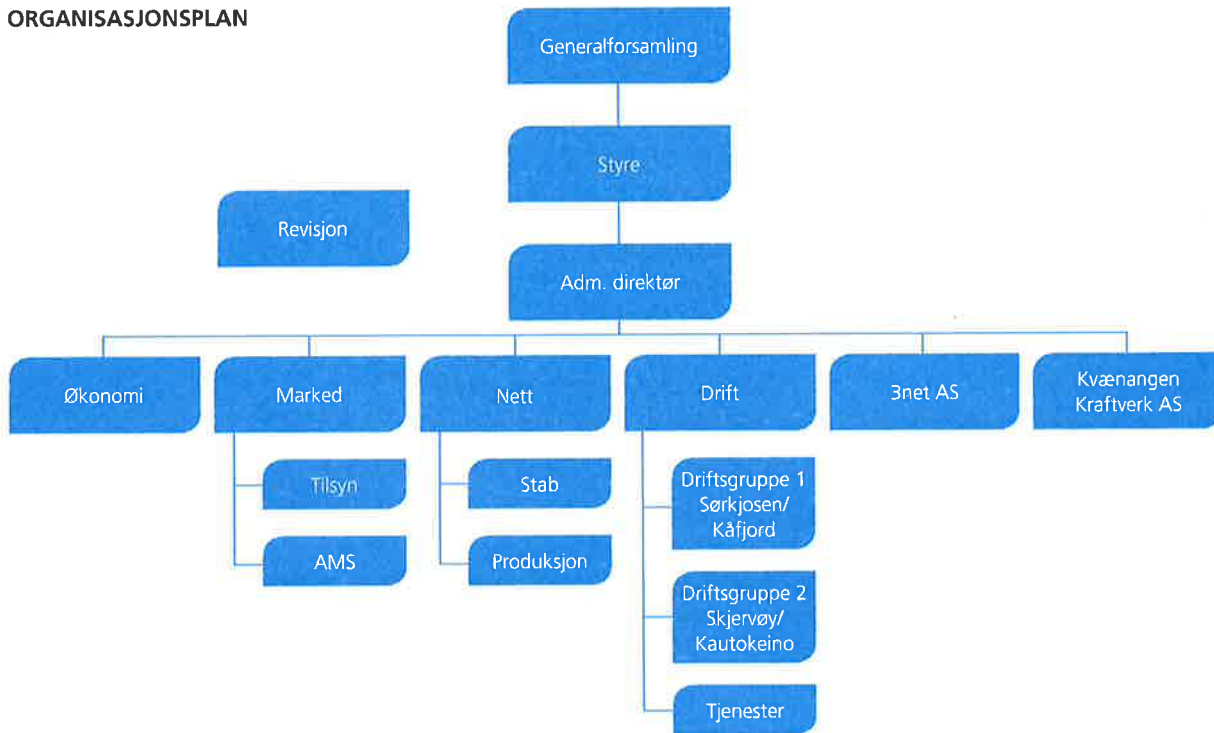 ORGANISASJONSPLAN
Generalforsamling
Styre
Revisjon
Adm. direktør
Økonomi
Marked
Nett
Drift
3net AS
Kvænangen
Kraftverk AS
Tilsyn
AMS
Stab
Produksjon
Driftsgruppe 1
Sørkjosen/
Kåfjord
Driftsgruppe 2
Skjervøy/
Kautokeino
Tjenester